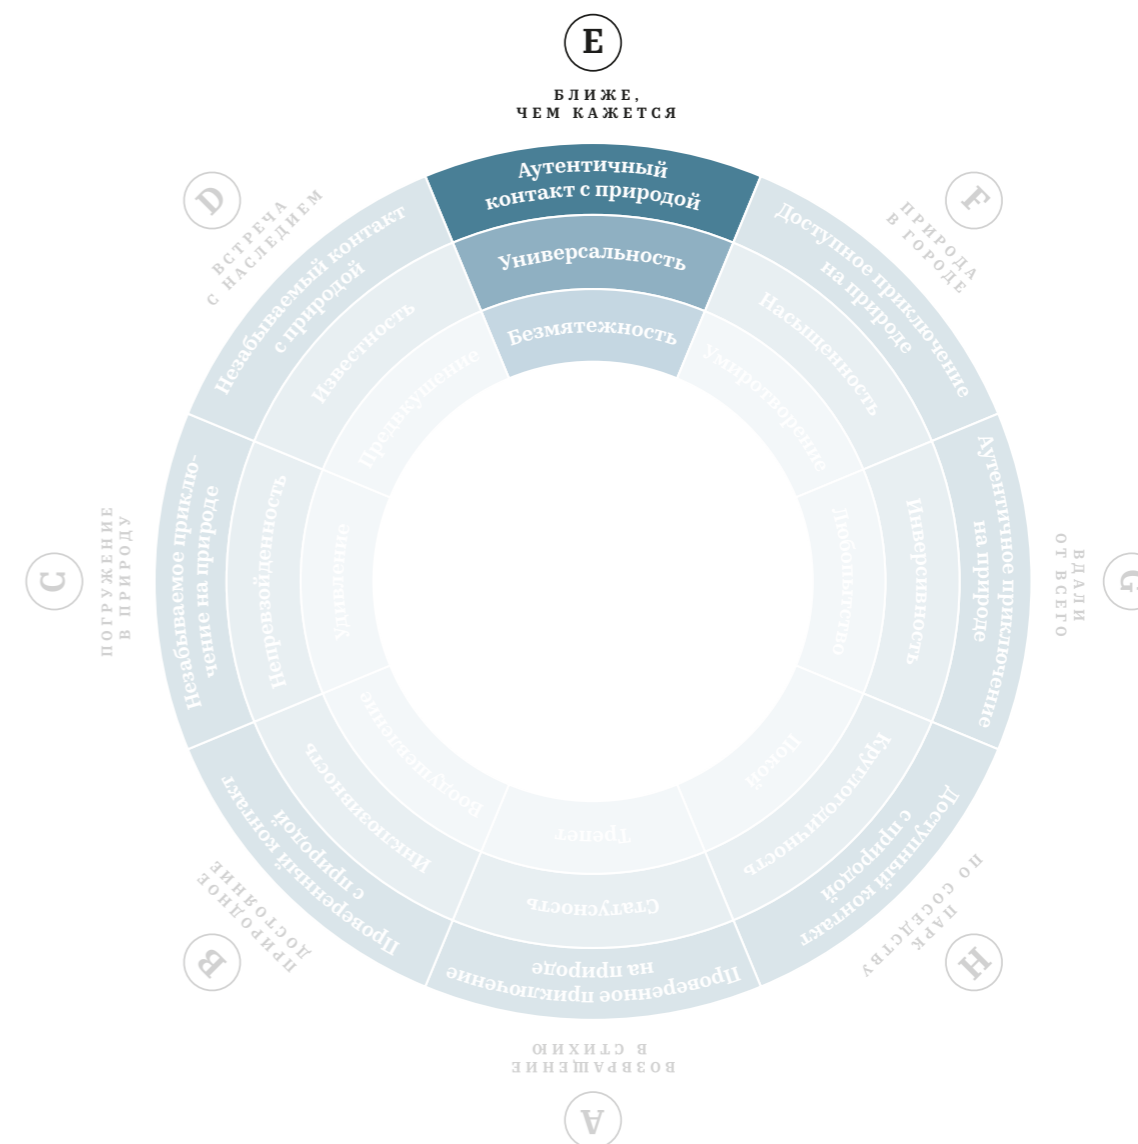 E
БЛИЖЕ,
ЧЕМ КАЖЕТСЯ
Аутентичный
контакт с природой
Универсальность
Безмятежность
F
ПРИРОДА
В ГОРОДЕ
Доступное приключение
на природе
Насыщенность
Умиротворение
G
ВДАЛИ
ОТ ВСЕГО
Аутентичное приключение
на природе
Инверсивность
Любопытство
H
ПАРК
ПО СОСЕДСТВУ
Доступный контакт
с природой
Круглогодичность
Покой
A
ВОЗВРАЩЕНИЕ
В СТИХИЮ
Проверенное приключение
на природе
Статусность
Трепет
B
ПРИРОДНОЕ
ДОСТОЯНИЕ
Проверенный контакт
с природой
Инклюзивность
Воодушевление
C
ПОГРУЖЕНИЕ
В ПРИРОДУ
Незабываемое приклю-
чение на природе
Непревзойденность
Удивление
D
ВСТРЕЧА
С НАСЛЕДИЕМ
Незабываемый контакт
с природой
Известность
Предвкушение